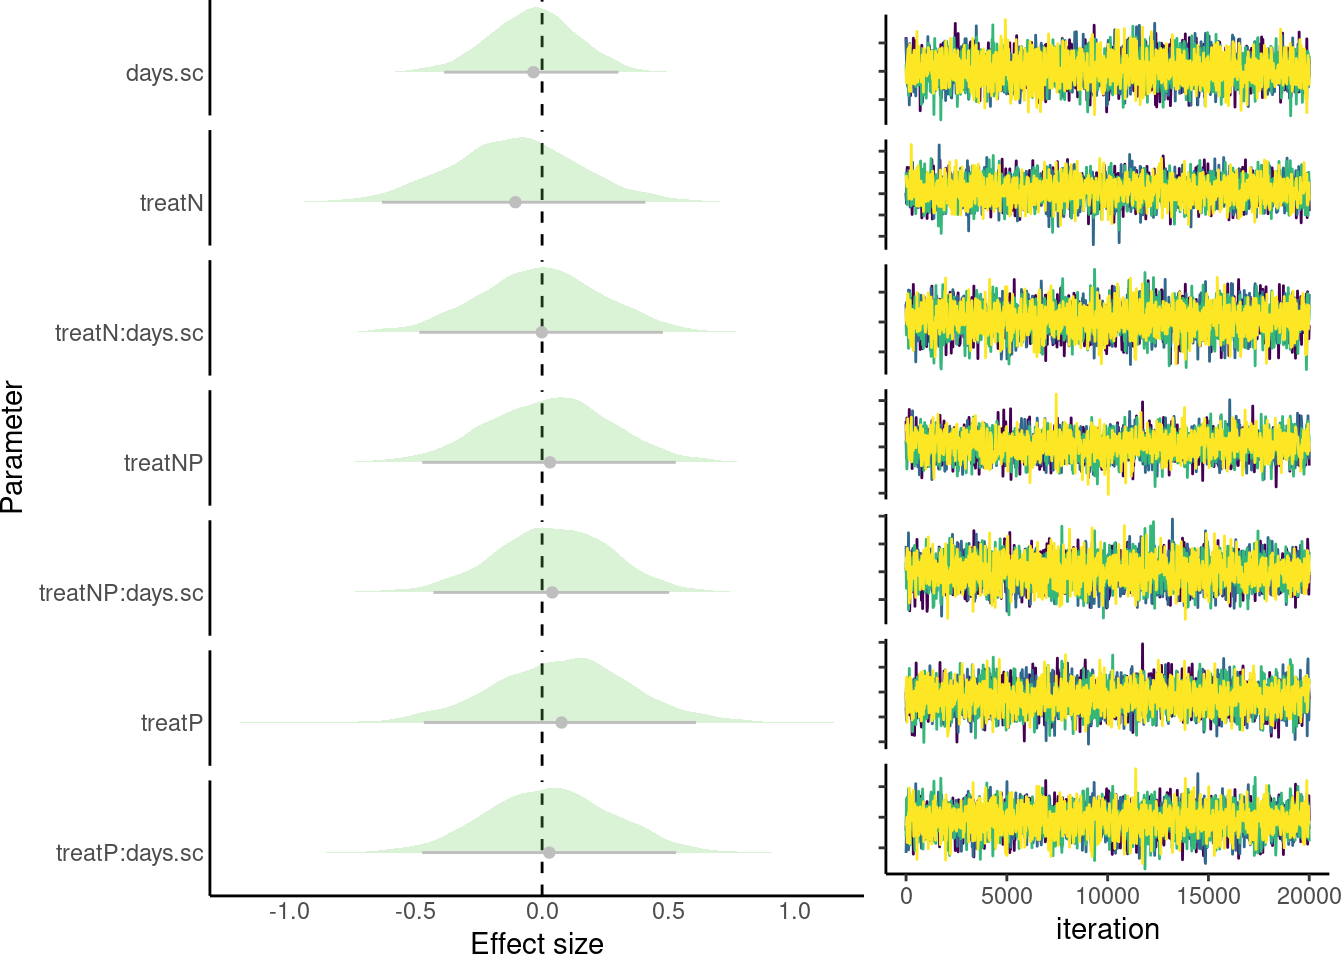 Parameter
days.sc
treatN
treatN:days.sc
treatNP
treatNP:days.sc
treatP
treatP:days.sc
-1.0 -0.5 0.0 0.5 1.0
Effect size
0 5000 10000 15000 20000
iteration